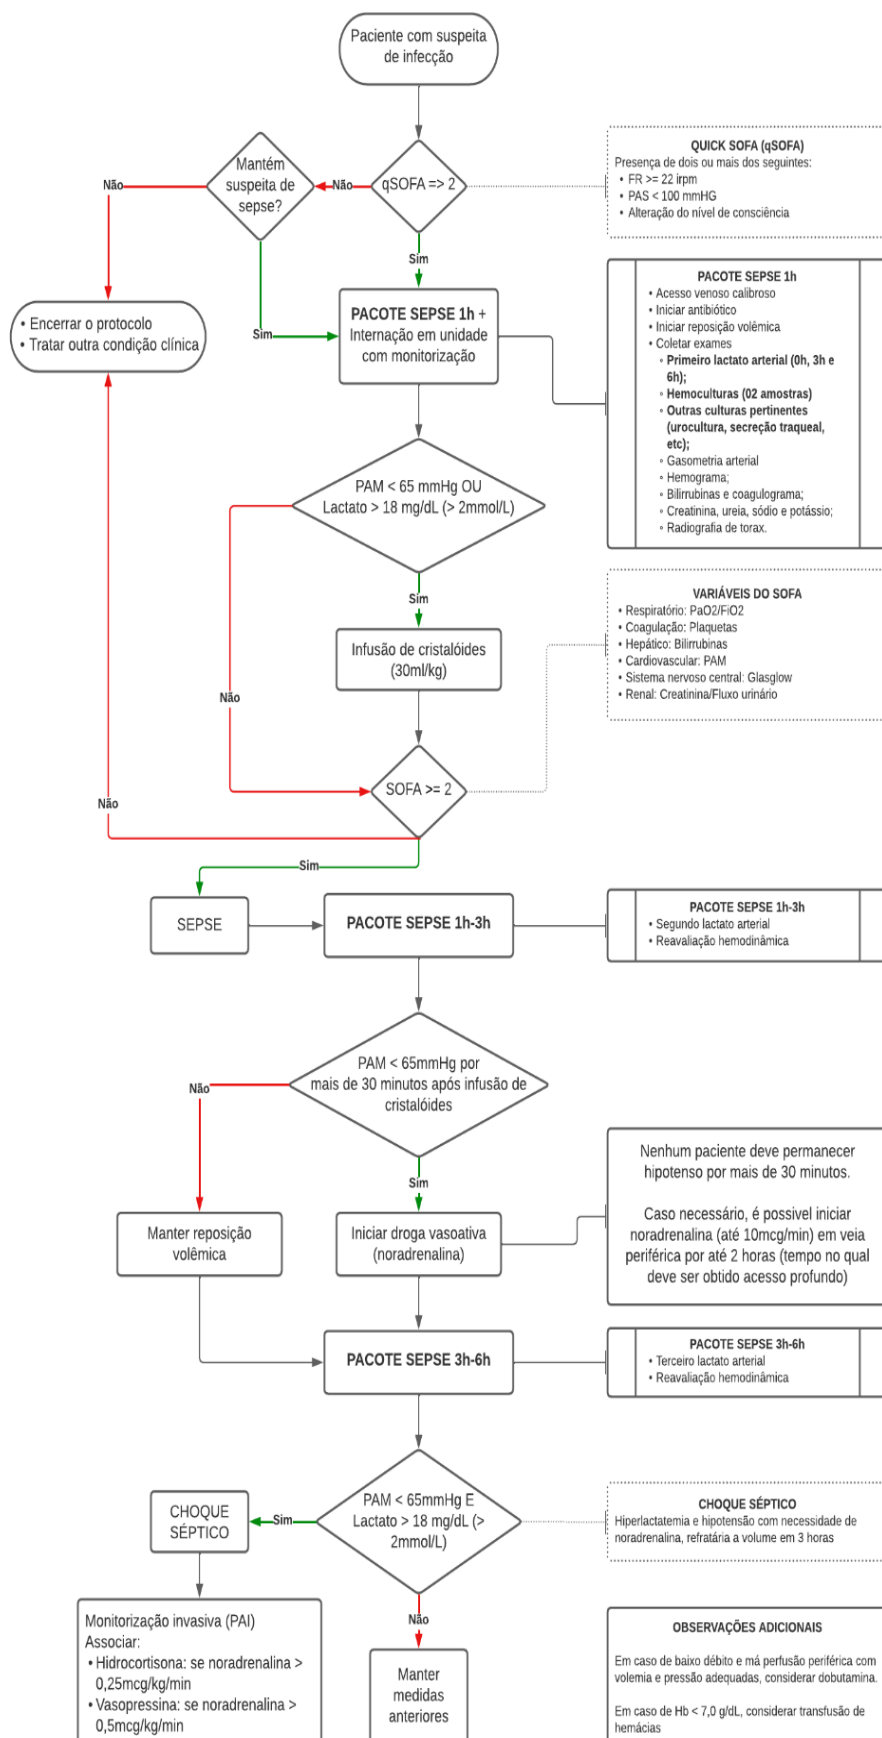 Paciente com suspeita
de infecção
QUICK SOFA (qSOFA)
Presença de dois ou mais dos seguintes:
• FR >= 22 irpm
• PAS < 100 mmHG
• Alteração do nível de consciência
Mantém
suspeita de
sepse?
Não
Não
qSOFA => 2
Sim
Sim
• Encerrar o protocolo
• Tratar outra condição clínica
PACOTE SEPSE 1h +
Internação em unidade
com monitorização
PACOTE SEPSE 1h
• Acesso venoso calibroso
• Iniciar antibiótico
• Iniciar reposição volêmica
• Coletar exames
◦ Primeiro lactato arterial (0h, 3h e
6h);
◦ Hemoculturas (02 amostras)
◦ Outras culturas pertinentes
(urocultura, secreção traqueal,
etc);
◦ Gasometria arterial
◦ Hemograma;
◦ Bilirrubinas e coagulograma;
◦ Creatinina, ureia, sódio e potássio;
◦ Radiografia de torax.
PAM < 65 mmHg OU
Lactato > 18 mg/dL (> 2mmol/L)
Sim
Não
Infusão de cristalóides
(30ml/kg)
VARIÁVEIS DO SOFA
• Respiratório: PaO2/FiO2
• Coagulação: Plaquetas
• Hepático: Bilirrubinas
• Cardiovascular: PAM
• Sistema nervoso central: Glasglow
• Renal: Creatinina/Fluxo urinário
SOFA >= 2
Não
Sim
SEPSE
PACOTE SEPSE 1h-3h
PACOTE SEPSE 1h-3h
• Segundo lactato arterial
• Reavaliação hemodinâmica
PAM < 65mmHg por
mais de 30 minutos após infusão de
cristalóides
Não
Sim
Manter reposição
volêmica
Iniciar droga vasoativa
(noradrenalina)
Nenhum paciente deve permanecer
hipotenso por mais de 30 minutos.
Caso necessário, é possivel iniciar
noradrenalina (até 10mcg/min) em veia
periférica por até 2 horas (tempo no qual
deve ser obtido acesso profundo)
PACOTE SEPSE 3h-6h
PACOTE SEPSE 3h-6h
• Terceiro lactato arterial
• Reavaliação hemodinâmica
PAM < 65mmHg E
Lactato > 18 mg/dL (>
2mmol/L)
Sim
Não
CHOQUE
SÉPTICO
CHOQUE SÉPTICO
Hiperlactatemia e hipotensão com necessidade de
noradrenalina, refratária a volume em 3 horas
Monitorização invasiva (PAI)
Associar:
• Hidrocortisona: se noradrenalina >
0,25mcg/kg/min
• Vasopressina: se noradrenalina >
0,5mcg/kg/min
Manter
medidas
anteriores
OBSERVAÇÕES ADICIONAIS
Em caso de baixo débito e má perfusão periférica com
volemia e pressão adequadas, considerar dobutamina.
Em caso de Hb < 7,0 g/dL, considerar transfusão de
hemácias